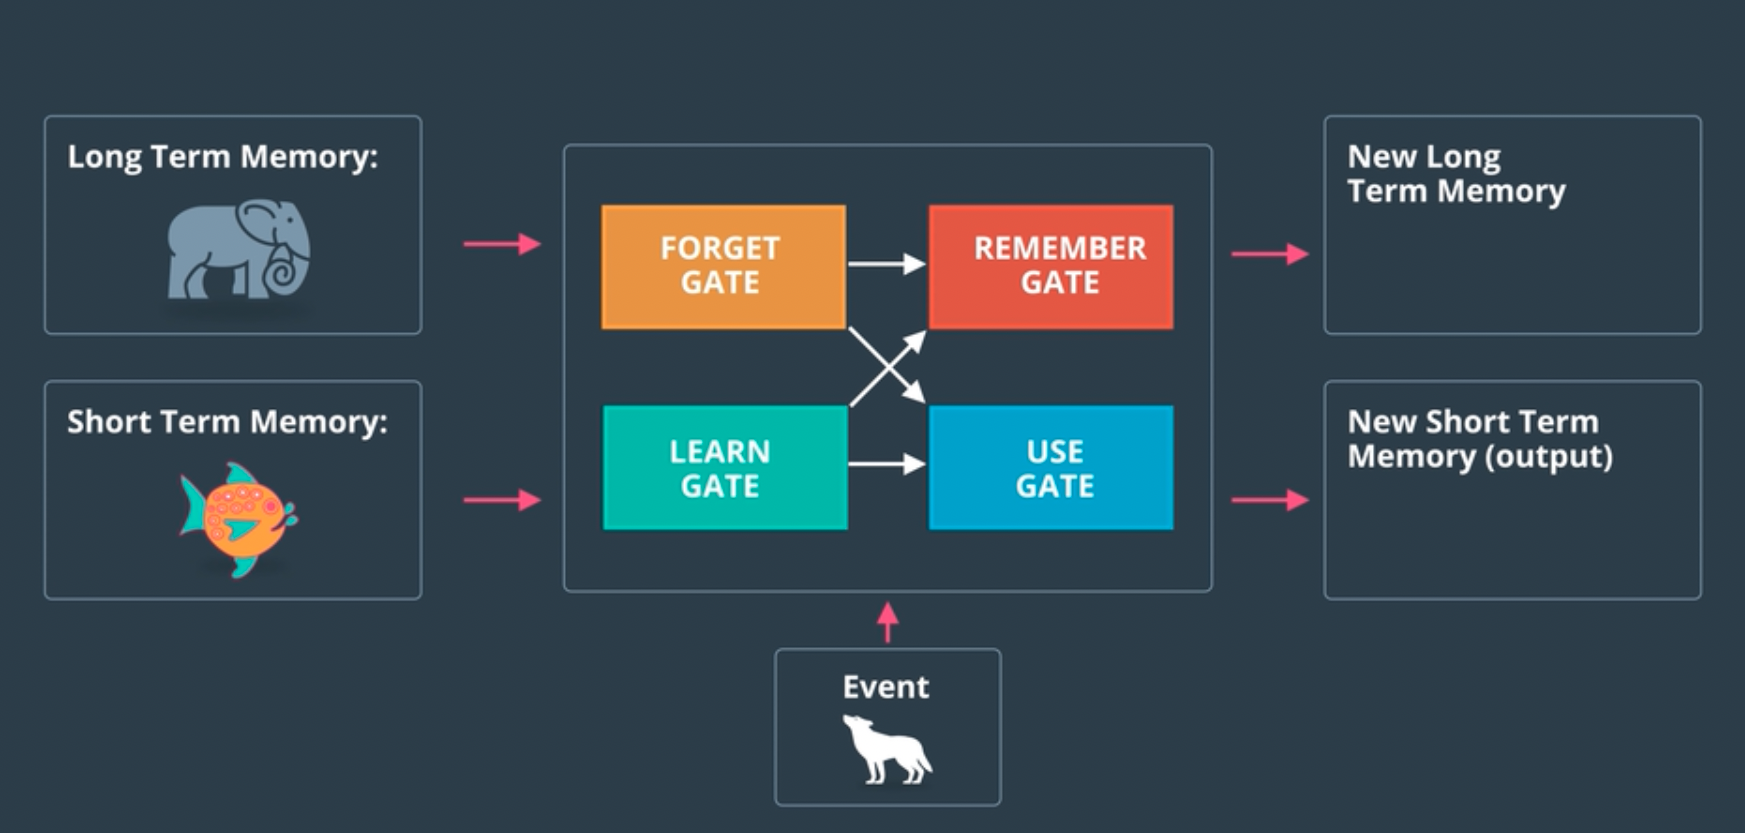 Long Term Memory:
Short Term Memory:
FORGET
GATE
REMEMBER
GATE
LEARN
GATE
USE
GATE
Event
New Long
Term Memory
New Short Term
Memory (output)